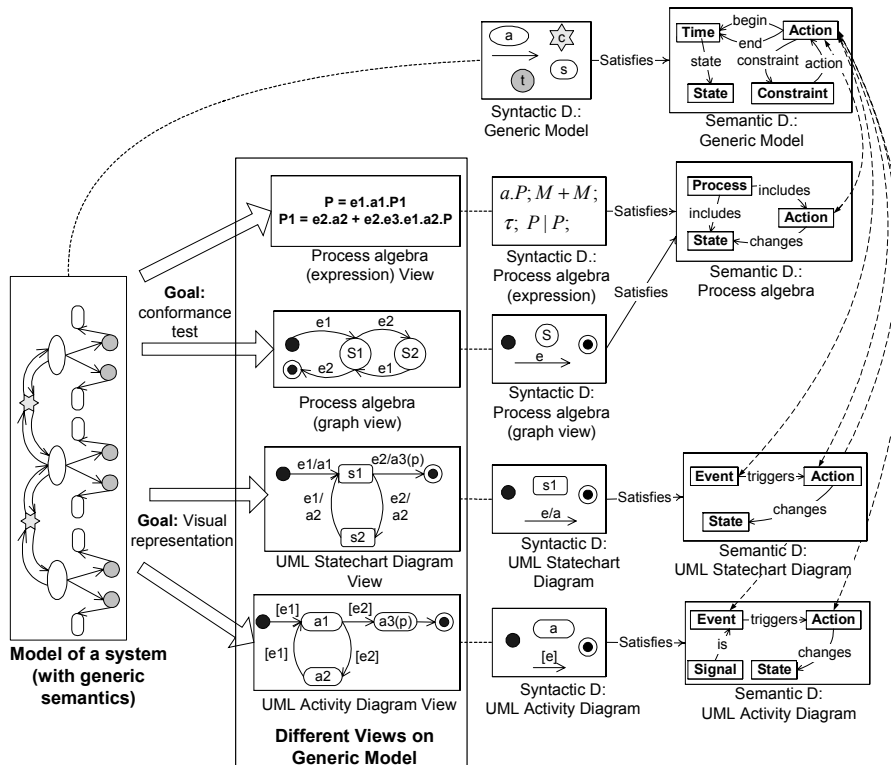 a
c
t
s
Satisfies
Time
begin
Action
end
state
constraint
action
State
Constraint
Syntactic D.:
Generic Model
Semantic D.:
Generic Model
P = e1.a1.P1
P1 = e2.a2 + e2.e3.e1.a2.P
Process algebra
(expression) View
a.P; M + M;
τ; P | P;
Syntactic D.:
Process algebra
(expression)
Satisfies
Process
includes
includes
Action
State
changes
Semantic D.:
Process algebra
Satisfies
Goal:
conformance
test
e1
e2
S1
S2
e2
e1
Process algebra
(graph view)
S
e
Syntactic D:
Process algebra
(graph view)
Goal: Visual
representation
e1/a1
s1
e2/a3(p)
e1/
a2
e2/
a2
s2
UML Statechart Diagram
View
s1
e/a
Syntactic D:
UML Statechart
Diagram
Satisfies
Event
triggers
Action
State
changes
Semantic D:
UML Statechart Diagram
[e1]
a1
[e2]
a3(p)
[e1]
[e2]
a2
UML Activity Diagram View
a
[e]
Syntactic D:
UML Activity Diagram
Satisfies
Event
triggers
Action
is
changes
Signal
State
Semantic D:
UML Activity Diagram
Model of a system
(with generic
semantics)
Different Views on
Generic Model